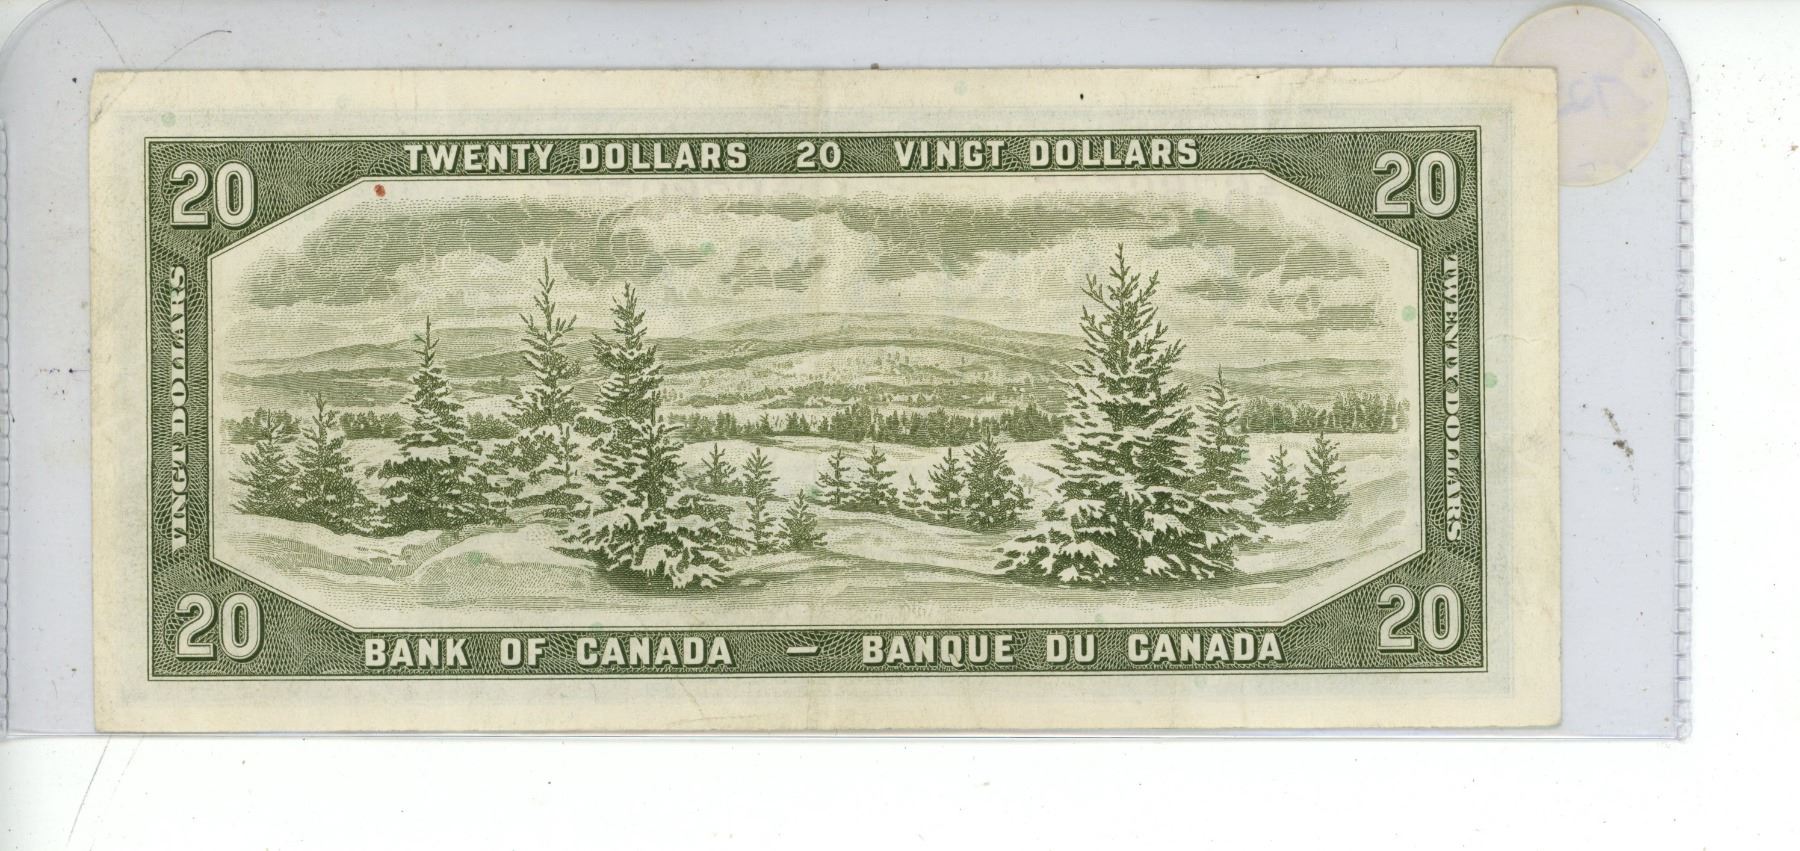 TWENTY DOLLARS 20 VINGT DOLLARS
20
20
VINGT DOLLARS
TWENTY DOLLARS
20
20
BANK OF CANADA — BANQUE DU CANADA